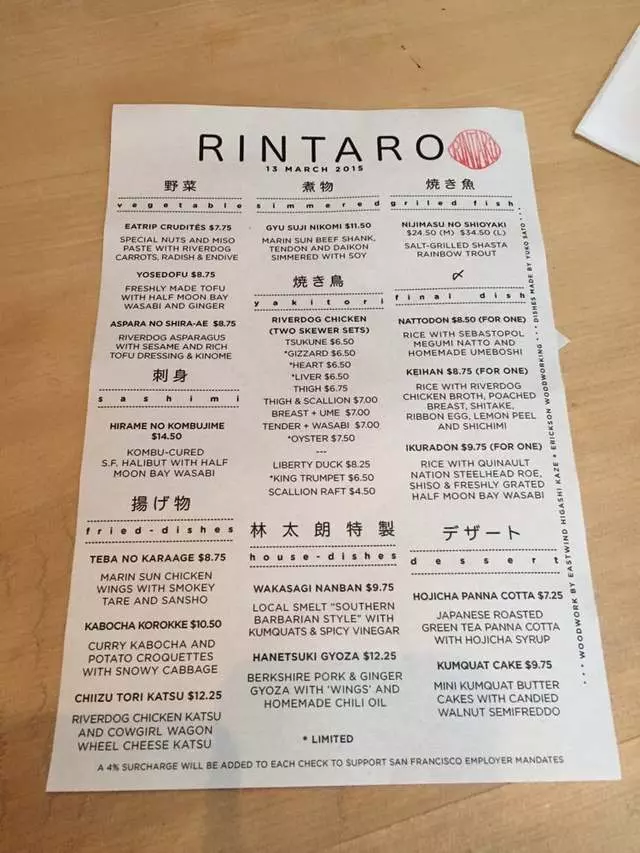 RINTARO
RINTARO
13 MARCH 2015
野菜
vegetable
EATRIP CRUDITÉS $7.75
SPECIAL NUTS AND MISO
PASTE WITH RIVERDOG
CARROTS, RADISH & ENDIVE
YOSEDOFU $8.75
FRESHLY MADE TOFU
WITH HALF MOON BAY
WASABI AND GINGER
ASPARA NO SHIRA-AE $8.75
RIVERDOG ASPARAGUS
WITH SESAME AND RICH
TOFU DRESSING & KINOME
刺身
sashimi
HIRAME NO KOMBUJIME
$14.50
KOMBU-CURED
S.F. HALIBUT WITH HALF
MOON BAY WASABI
揚げ物
fried-dishes
TEBA NO KARAAGE $8.75
MARIN SUN CHICKEN
WINGS WITH SMOKEY
TARE AND SANSHO
KABOCHA KOROKKE $10.50
CURRY KABOCHA AND
POTATO CROQUETTES
WITH SNOWY CABBAGE
CHIIZU TORI KATSU $12.25
RIVERDOG CHICKEN KATSU
AND COWGIRL WAGON
WHEEL CHEESE KATSU
煮物
simmered
GYU SUJI NIKOMI $11.50
MARIN SUN BEEF SHANK,
TENDON AND DAIKON
SIMMERED WITH SOY
焼き鳥
yakitori
RIVERDOG CHICKEN
(TWO SKEWER SETS)
TSUKUNE $6.50
*GIZZARD $6.50
*HEART $6.50
*LIVER $6.50
THIGH $6.75
THIGH & SCALLION $7.00
BREAST + UME $7.00
TENDER + WASABI $7.00
*OYSTER $7.50
---
LIBERTY DUCK $8.25
*KING TRUMPET $6.50
SCALLION RAFT $4.50
林太朗特製
house-dishes
WAKASAGI NANBAN $9.75
LOCAL SMELT "SOUTHERN
BARBARIAN STYLE" WITH
KUMQUATS & SPICY VINEGAR
HANETSUKI GYOZA $12.25
BERKSHIRE PORK & GINGER
GYOZA WITH 'WINGS' AND
HOMEMADE CHILI OIL
* LIMITED
焼き魚
grilled fish
NIJIMASU NO SHIOYAKI
$24.50 (M) $34.50 (L)
SALT-GRILLED SHASTA
RAINBOW TROUT
〆
final dish
NATTODON $8.50 (FOR ONE)
RICE WITH SEBASTOPOL
MEGUMI NATTO AND
HOMEMADE UMEBOSHI
KEIHAN $8.75 (FOR ONE)
RICE WITH RIVERDOG
CHICKEN BROTH, POACHED
BREAST, SHITAKE,
RIBBON EGG, LEMON PEEL
AND SHICHIMI
IKURADON $9.75 (FOR ONE)
RICE WITH QUINAULT
NATION STEELHEAD ROE,
SHISO & FRESHLY GRATED
HALF MOON BAY WASABI
デザート
dessert
HOJICHA PANNA COTTA $7.25
JAPANESE ROASTED
GREEN TEA PANNA COTTA
WITH HOJICHA SYRUP
KUMQUAT CAKE $9.75
MINI KUMQUAT BUTTER
CAKES WITH CANDIED
WALNUT SEMIFREDDO
• • • WOODWORK BY EASTWIND HIGASHI KAZE + ERICKSON WOODWORKING • • • DISHES MADE BY YUKO SATO • • •
A 4% SURCHARGE WILL BE ADDED TO EACH CHECK TO SUPPORT SAN FRANCISCO EMPLOYER MANDATES